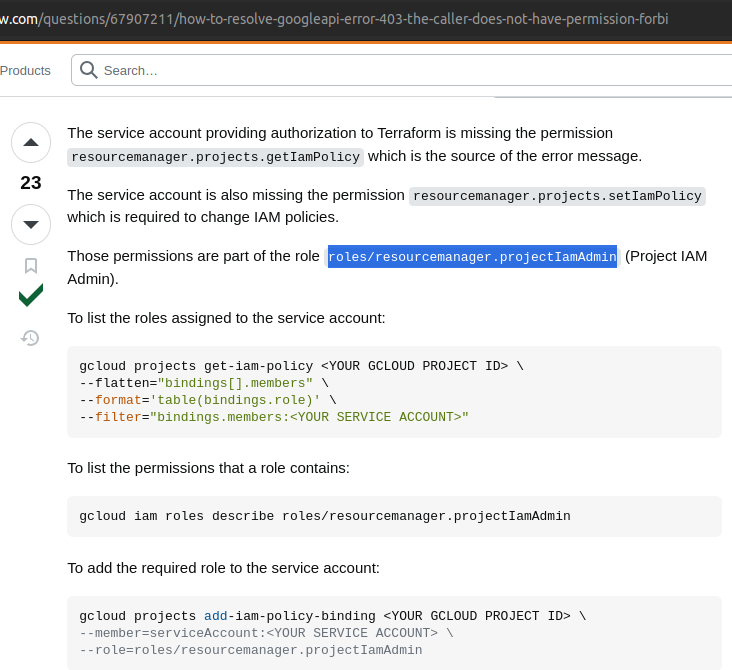 w.com/questions/67907211/how-to-resolve-googleapi-error-403-the-caller-does-not-have-permission-forbi
Products
Search…
The service account providing authorization to Terraform is missing the permission
resourcemanager.projects.getIamPolicy which is the source of the error message.
23
The service account is also missing the permission resourcemanager.projects.setIamPolicy
which is required to change IAM policies.
Those permissions are part of the role roles/resourcemanager.projectIamAdmin (Project IAM
Admin).
To list the roles assigned to the service account:
gcloud projects get-iam-policy <YOUR GCLOUD PROJECT ID> \
--flatten="bindings[].members" \
--format='table(bindings.role)' \
--filter="bindings.members:<YOUR SERVICE ACCOUNT>"
To list the permissions that a role contains:
gcloud iam roles describe roles/resourcemanager.projectIamAdmin
To add the required role to the service account:
gcloud projects add-iam-policy-binding <YOUR GCLOUD PROJECT ID> \
--member=serviceAccount:<YOUR SERVICE ACCOUNT> \
--role=roles/resourcemanager.projectIamAdmin